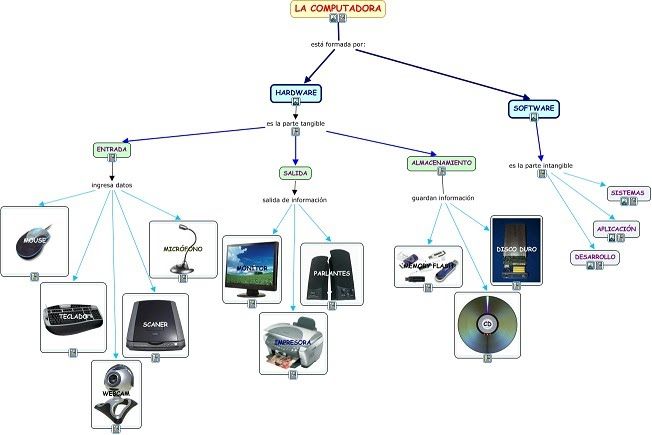 LA COMPUTADORA
está formada por:
HARDWARE
SOFTWARE
es la parte tangible
ENTRADA
SALIDA
ALMACENAMIENTO
es la parte intangible
ingresa datos
salida de información
guardan información
SISTEMAS
APLICACIÓN
DESARROLLO
MOUSE
MICRÓFONO
MONITOR
PARLANTES
MEMORY FLASH
DISCO DURO
TECLADO
SCANER
IMPRESORA
CD
WEBCAM